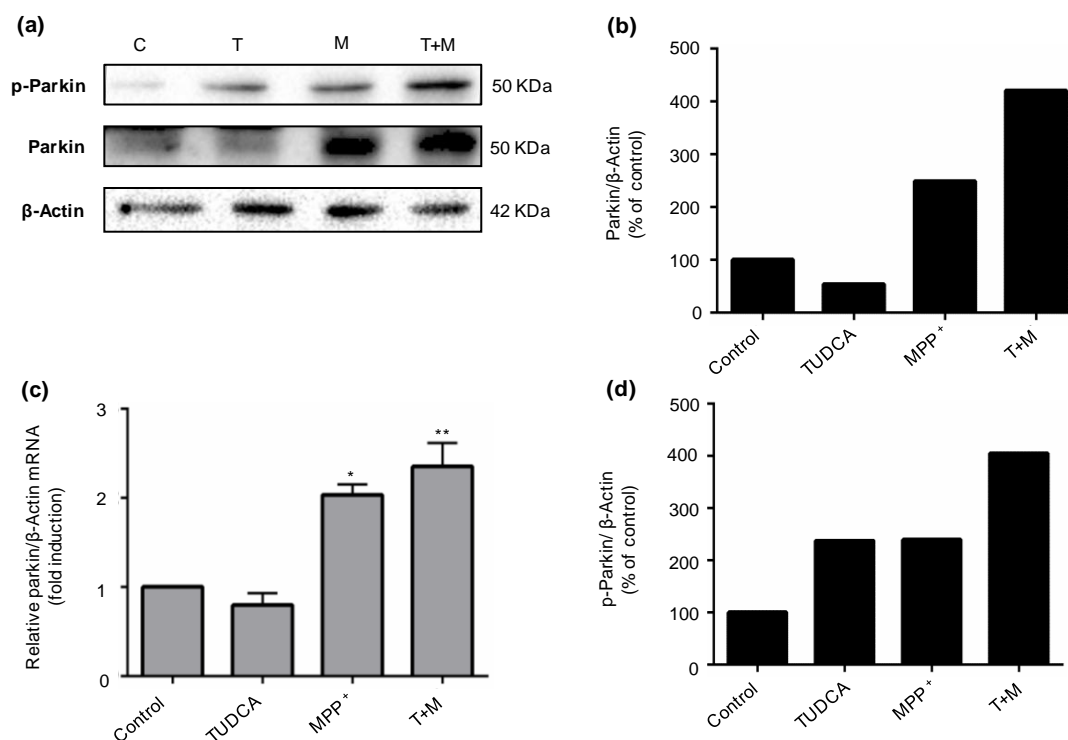 (a)
C T M T+M
p-Parkin 50 KDa
Parkin 50 KDa
β-Actin 42 KDa
(b)
Parkin/β-Actin
(% of control)
500
400
300
200
100
0
Control TUDCA MPP+ T+M
(c)
Relative parkin/β-Actin mRNA
(fold induction)
3
2
1
0
* **
Control TUDCA MPP+ T+M
(d)
p-Parkin/ β-Actin
(% of control)
500
400
300
200
100
0
Control TUDCA MPP+ T+M